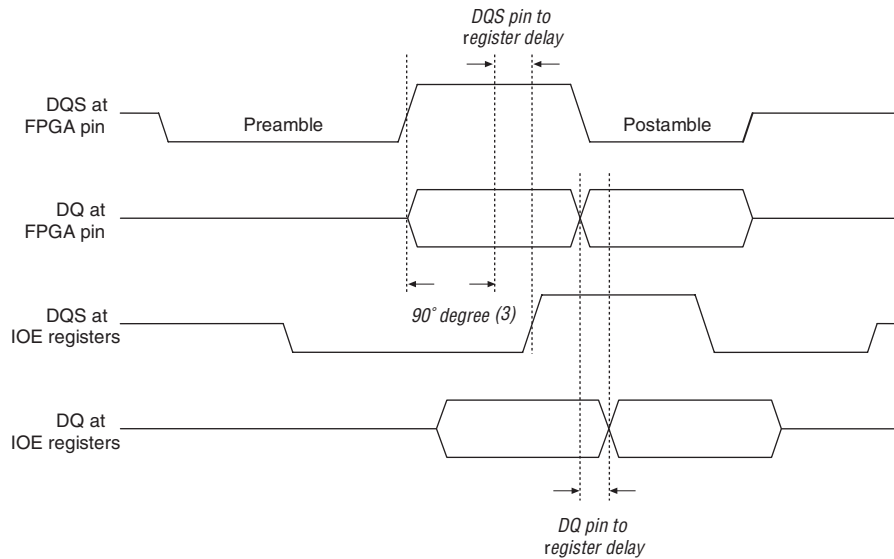 DQS pin to
register delay
DQS at
FPGA pin
Preamble
Postamble
DQ at
FPGA pin
90° degree (3)
DQS at
IOE registers
DQ at
IOE registers
DQ pin to
register delay